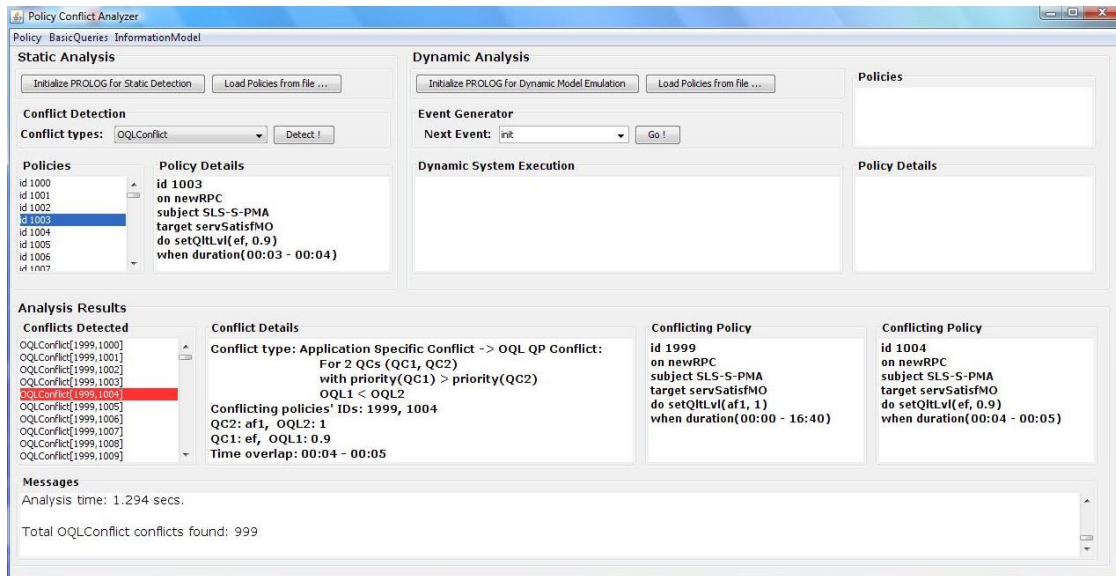 Policy Conflict Analyzer
Policy BasicQueries InformationModel
Static Analysis
Initialize PROLOG for Static Detection
Load Policies from file ...
Conflict Detection
Conflict types: OQLConflict
Detect !
Policies
id 1000
id 1001
id 1002
id 1003
id 1004
id 1005
id 1006
id 1007
Policy Details
id 1003
on newRPC
subject SLS-S-PMA
target servSatisfMO
do setQltLvl(ef, 0.9)
when duration(00:03 - 00:04)
Dynamic Analysis
Initialize PROLOG for Dynamic Model Emulation
Load Policies from file ...
Event Generator
Next Event: init
Go !
Dynamic System Execution
Policies
Policy Details
Analysis Results
Conflicts Detected
OQLConflict[1999,1000]
OQLConflict[1999,1001]
OQLConflict[1999,1002]
OQLConflict[1999,1003]
OQLConflict[1999,1004]
OQLConflict[1999,1005]
OQLConflict[1999,1006]
OQLConflict[1999,1007]
OQLConflict[1999,1008]
OQLConflict[1999,1009]
Conflict Details
Conflict type: Application Specific Conflict -> OQL QP Conflict:
For 2 QCs (QC1, QC2)
with priority(QC1) > priority(QC2)
OQL1 < OQL2
Conflicting policies' IDs: 1999, 1004
QC2: af1, OQL2: 1
QC1: ef, OQL1: 0.9
Time overlap: 00:04 - 00:05
Conflicting Policy
id 1999
on newRPC
subject SLS-S-PMA
target servSatisfMO
do setQltLvl(af1, 1)
when duration(00:00 - 16:40)
Conflicting Policy
id 1004
on newRPC
subject SLS-S-PMA
target servSatisfMO
do setQltLvl(ef, 0.9)
when duration(00:04 - 00:05)
Messages
Analysis time: 1.294 secs.
Total OQLConflict conflicts found: 999